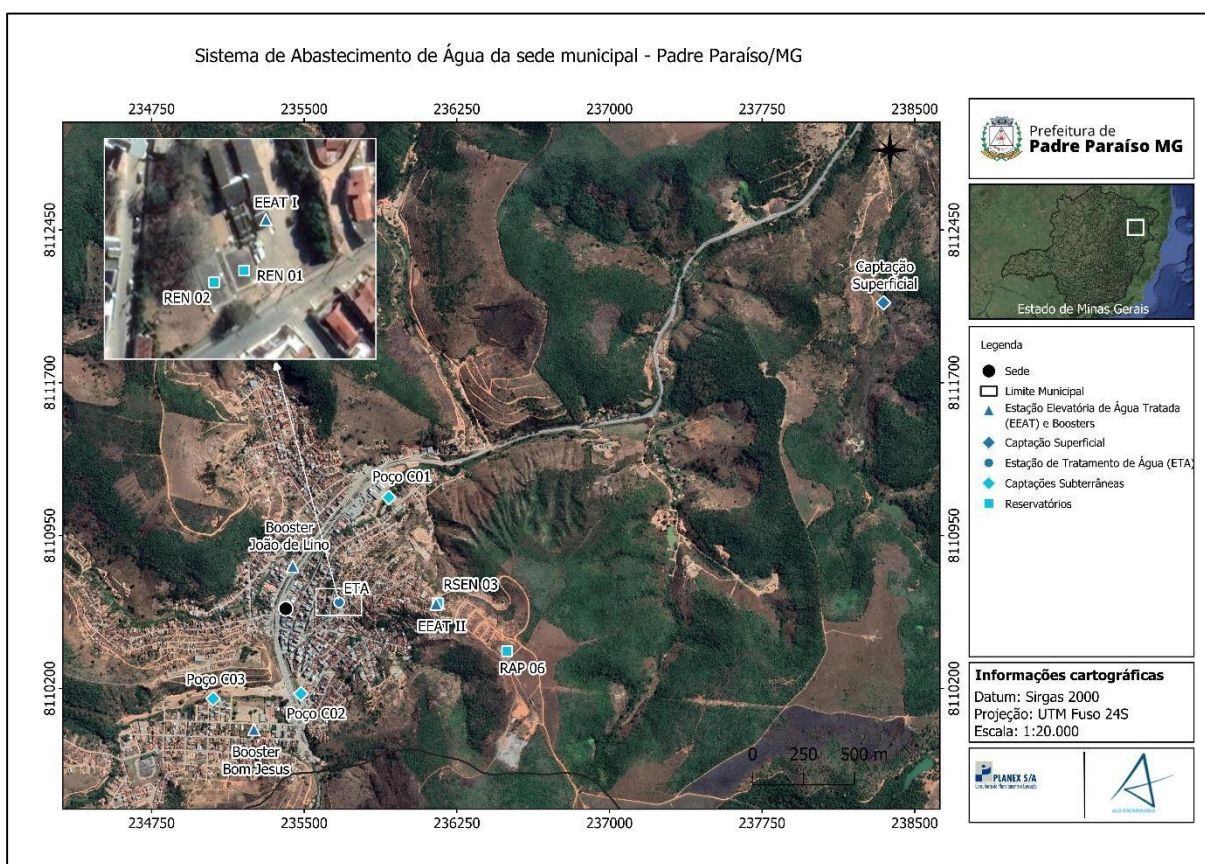 Sistema de Abastecimento de Água da sede municipal - Padre Paraíso/MG
234750
235500
236250
237000
237750
238500
8112450
8111700
8110950
8110200
8112450
8111700
8110950
8110200
EEAT I
REN 01
REN 02
Captação
Superficial
Poço C01
Booster
João de Lino
ETA
RSEN 03
EEAT II
RAP 06
Poço C03
Poço C02
Booster
Bom Jesus
0 250 500 m
234750
235500
236250
237000
237750
238500
Prefeitura de
Padre Paraíso MG
Estado de Minas Gerais
Legenda
Sede
Limite Municipal
Estação Elevatória de Água Tratada
(EEAT) e Boosters
Captação Superficial
Estação de Tratamento de Água (ETA)
Captações Subterrâneas
Reservatórios
Informações cartográficas
Datum: Sirgas 2000
Projeção: UTM Fuso 24S
Escala: 1:20.000
PLANEX S/A